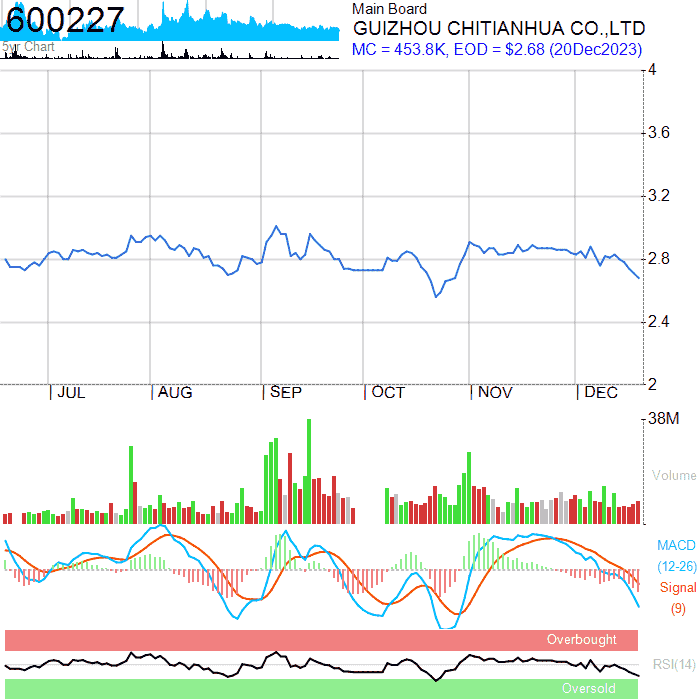 600227
5yr Chart
Main Board
GUIZHOU CHITIANHUA CO.,LTD
MC = 453.8K, EOD = $2.68 (20Dec2023)
4
3.6
3.2
2.8
2.4
2
JUL
AUG
SEP
OCT
NOV
DEC
38M
Volume
MACD
(12-26)
Signal
(9)
Overbought
RSI(14)
Oversold